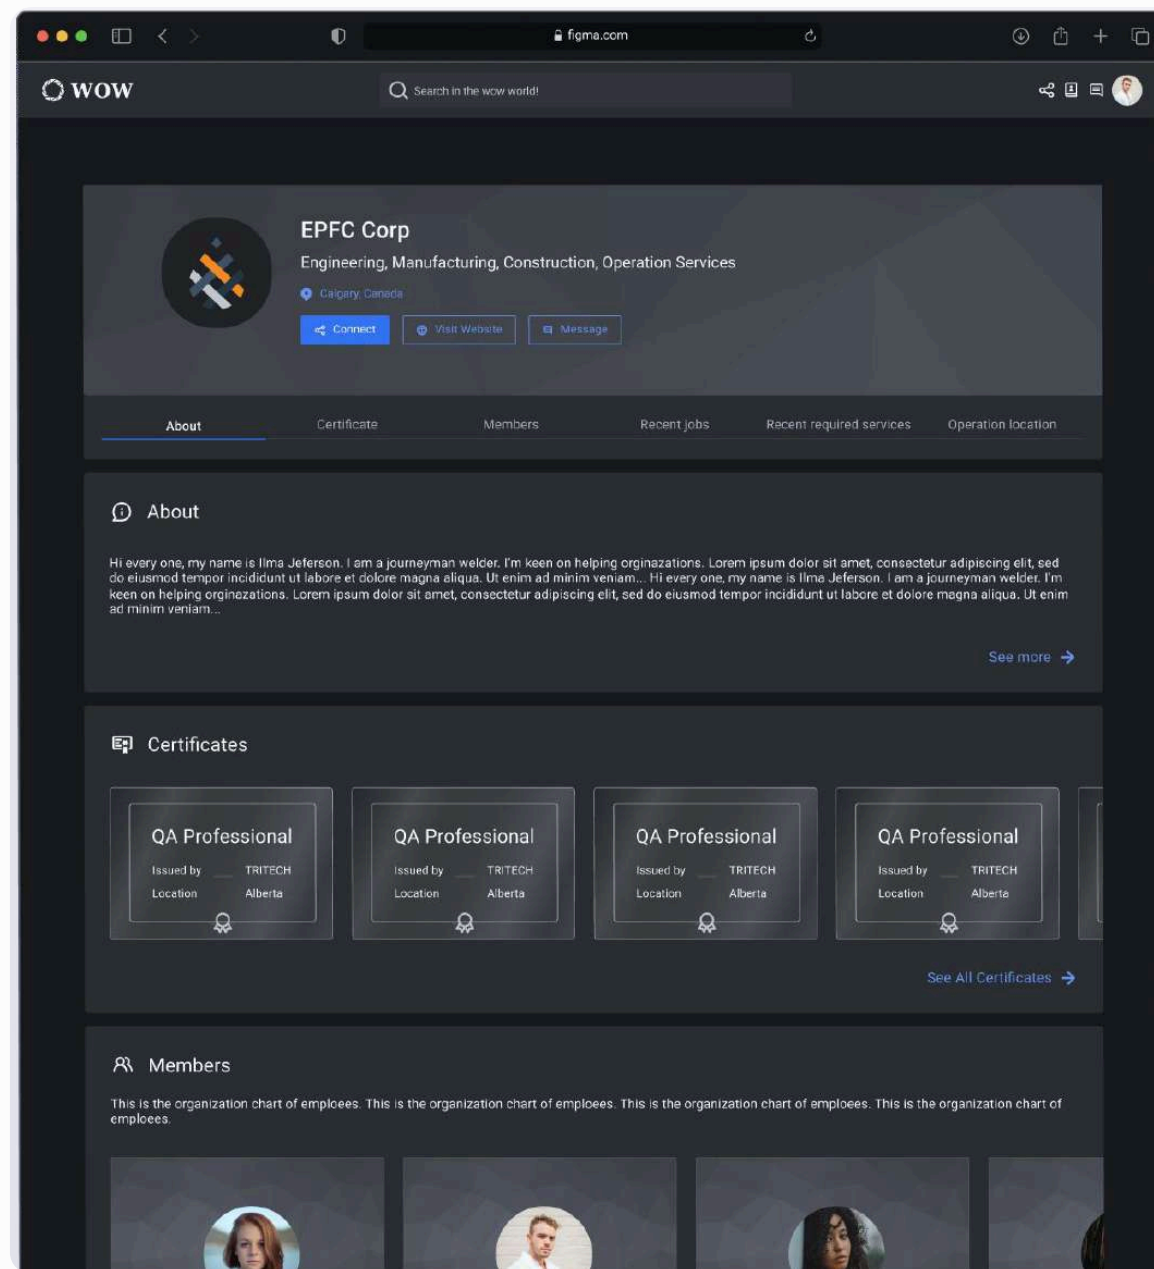 figma.com
WOW
Search in the wow world!
EPFC Corp
Engineering, Manufacturing, Construction, Operation Services
Calgary, Canada
Connect
Visit Website
Message
About
Certificate
Members
Recent jobs
Recent required services
Operation location
About
Hi every one, my name is Ilma Jeferson. I am a journeyman welder. I'm keen on helping orginazations. Lorem ipsum dolor sit amet, consectetur adipiscing elit, sed
do eiusmod tempor incididunt ut labore et dolore magna aliqua. Ut enim ad minim veniam... Hi every one, my name is Ilma Jeferson. I am a journeyman welder. I'm
keen on helping orginazations. Lorem ipsum dolor sit amet, consectetur adipiscing elit, sed do eiusmod tempor incididunt ut labore et dolore magna aliqua. Ut enim
ad minim veniam...
See more
Certificates
QA Professional
Issued by TRITECH
Location Alberta
QA Professional
Issued by TRITECH
Location Alberta
QA Professional
Issued by TRITECH
Location Alberta
QA Professional
Issued by TRITECH
Location Alberta
See All Certificates
Members
This is the organization chart of emploees. This is the organization chart of emploees. This is the organization chart of emploees. This is the organization chart of
emploees.